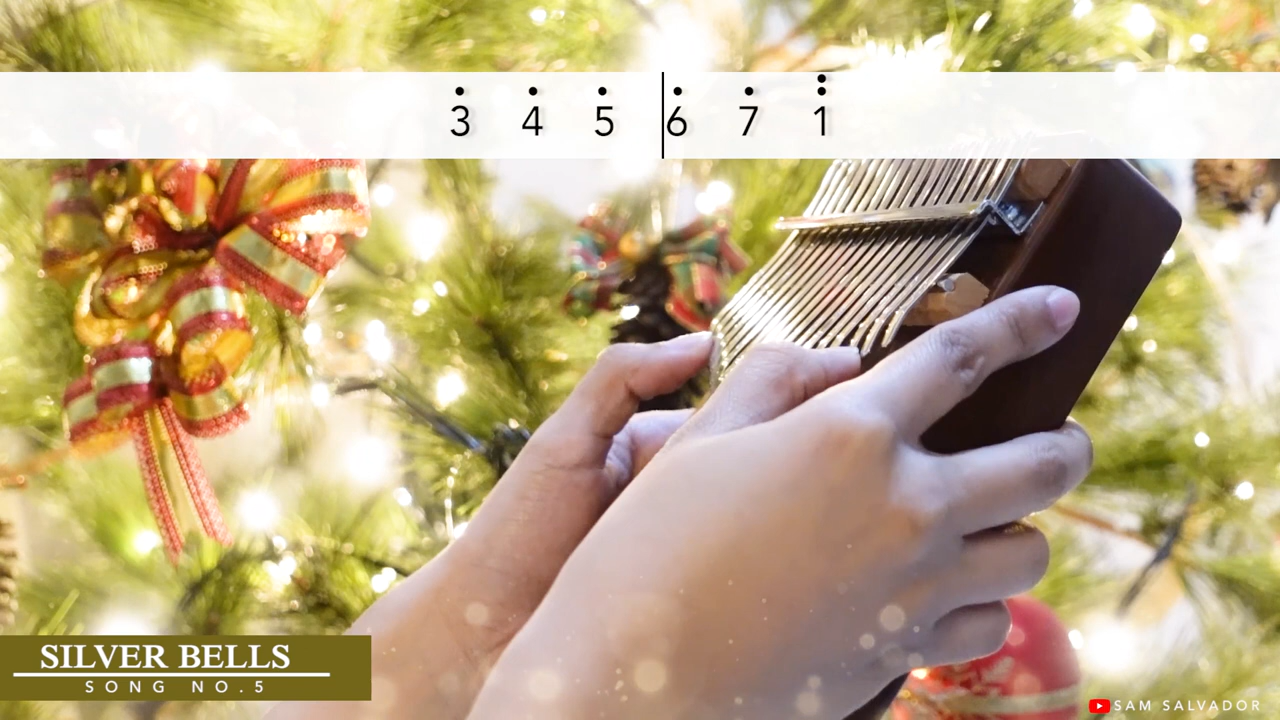 3̇ 4̇ 5̇ | 6̇ 7̇ 1̈
SILVER BELLS
SONG NO.5
SAM SALVADOR